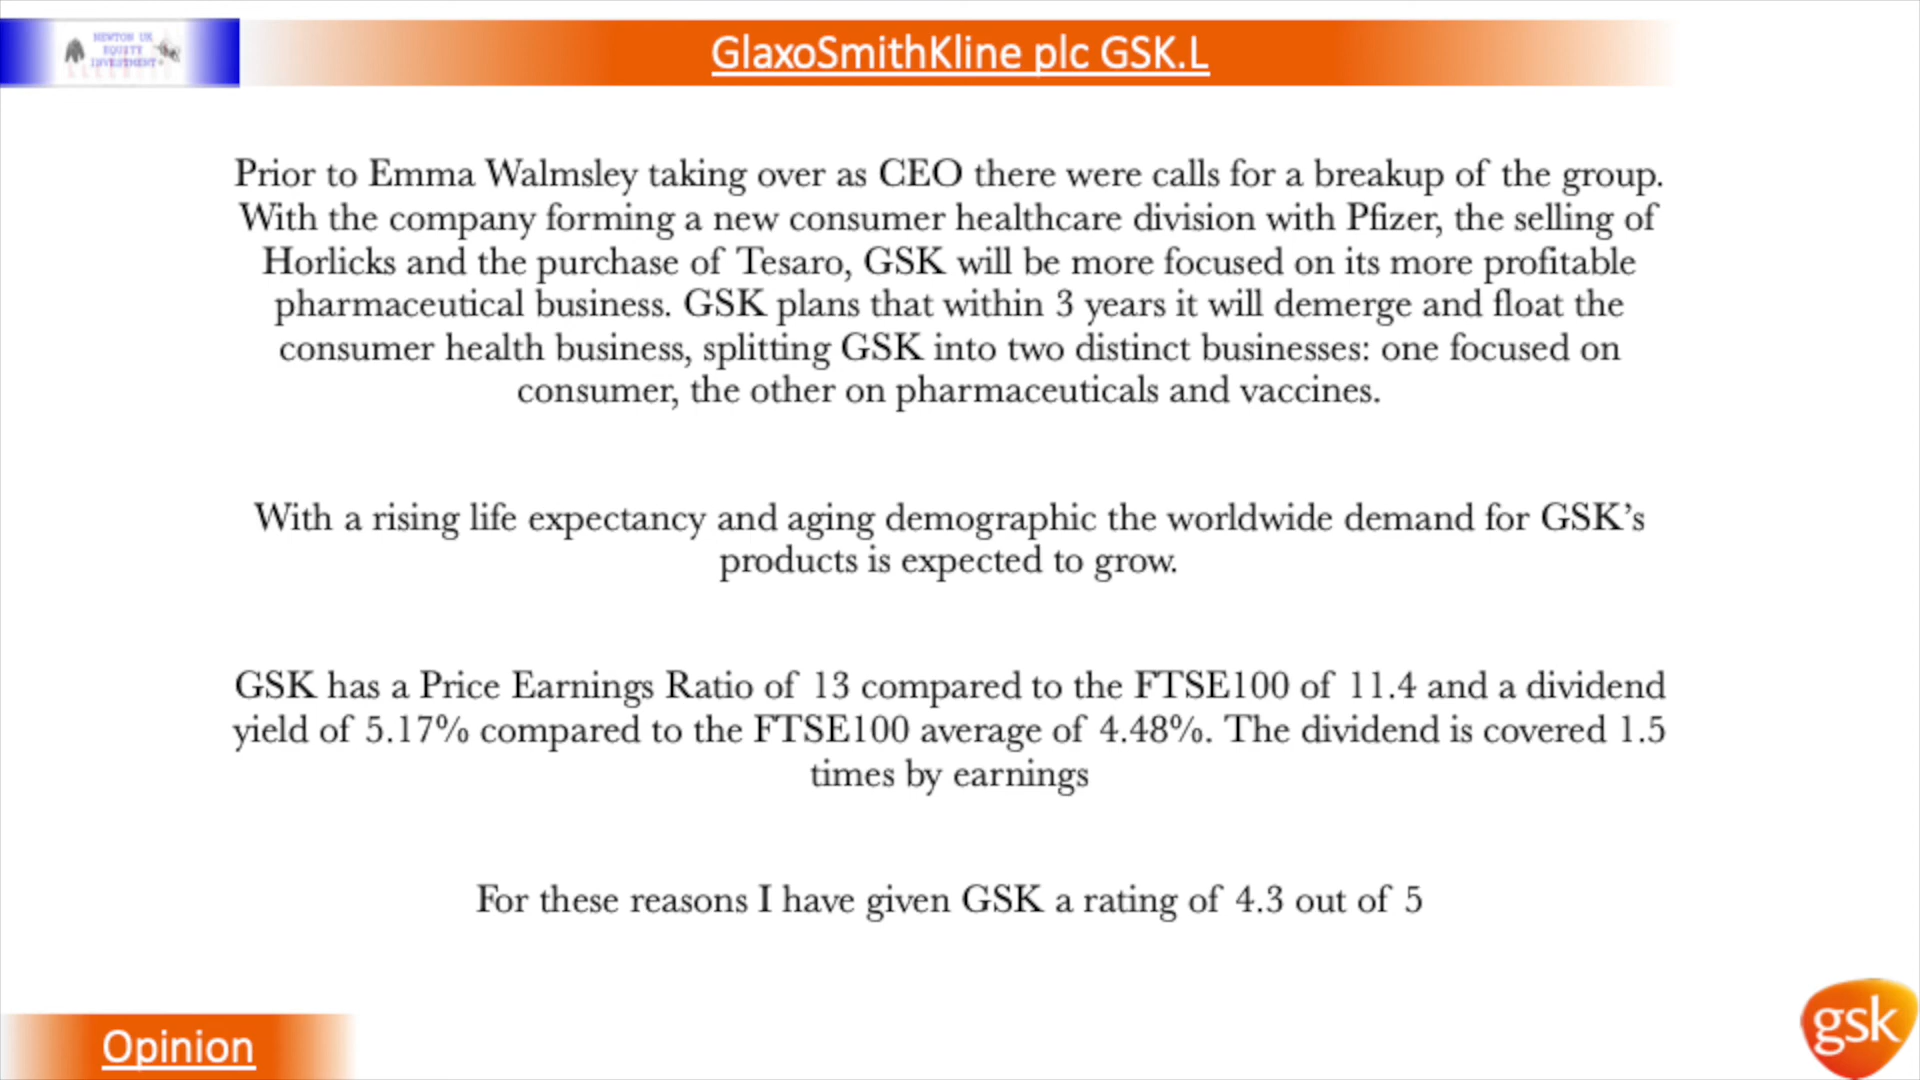 NEWTON UK
EQUITY
INVESTMENT
GlaxoSmithKline plc GSK.L
Prior to Emma Walmsley taking over as CEO there were calls for a breakup of the group.
With the company forming a new consumer healthcare division with Pfizer, the selling of
Horlicks and the purchase of Tesaro, GSK will be more focused on its more profitable
pharmaceutical business. GSK plans that within 3 years it will demerge and float the
consumer health business, splitting GSK into two distinct businesses: one focused on
consumer, the other on pharmaceuticals and vaccines.
With a rising life expectancy and aging demographic the worldwide demand for GSK’s
products is expected to grow.
GSK has a Price Earnings Ratio of 13 compared to the FTSE100 of 11.4 and a dividend
yield of 5.17% compared to the FTSE100 average of 4.48%. The dividend is covered 1.5
times by earnings
For these reasons I have given GSK a rating of 4.3 out of 5
Opinion
gsk